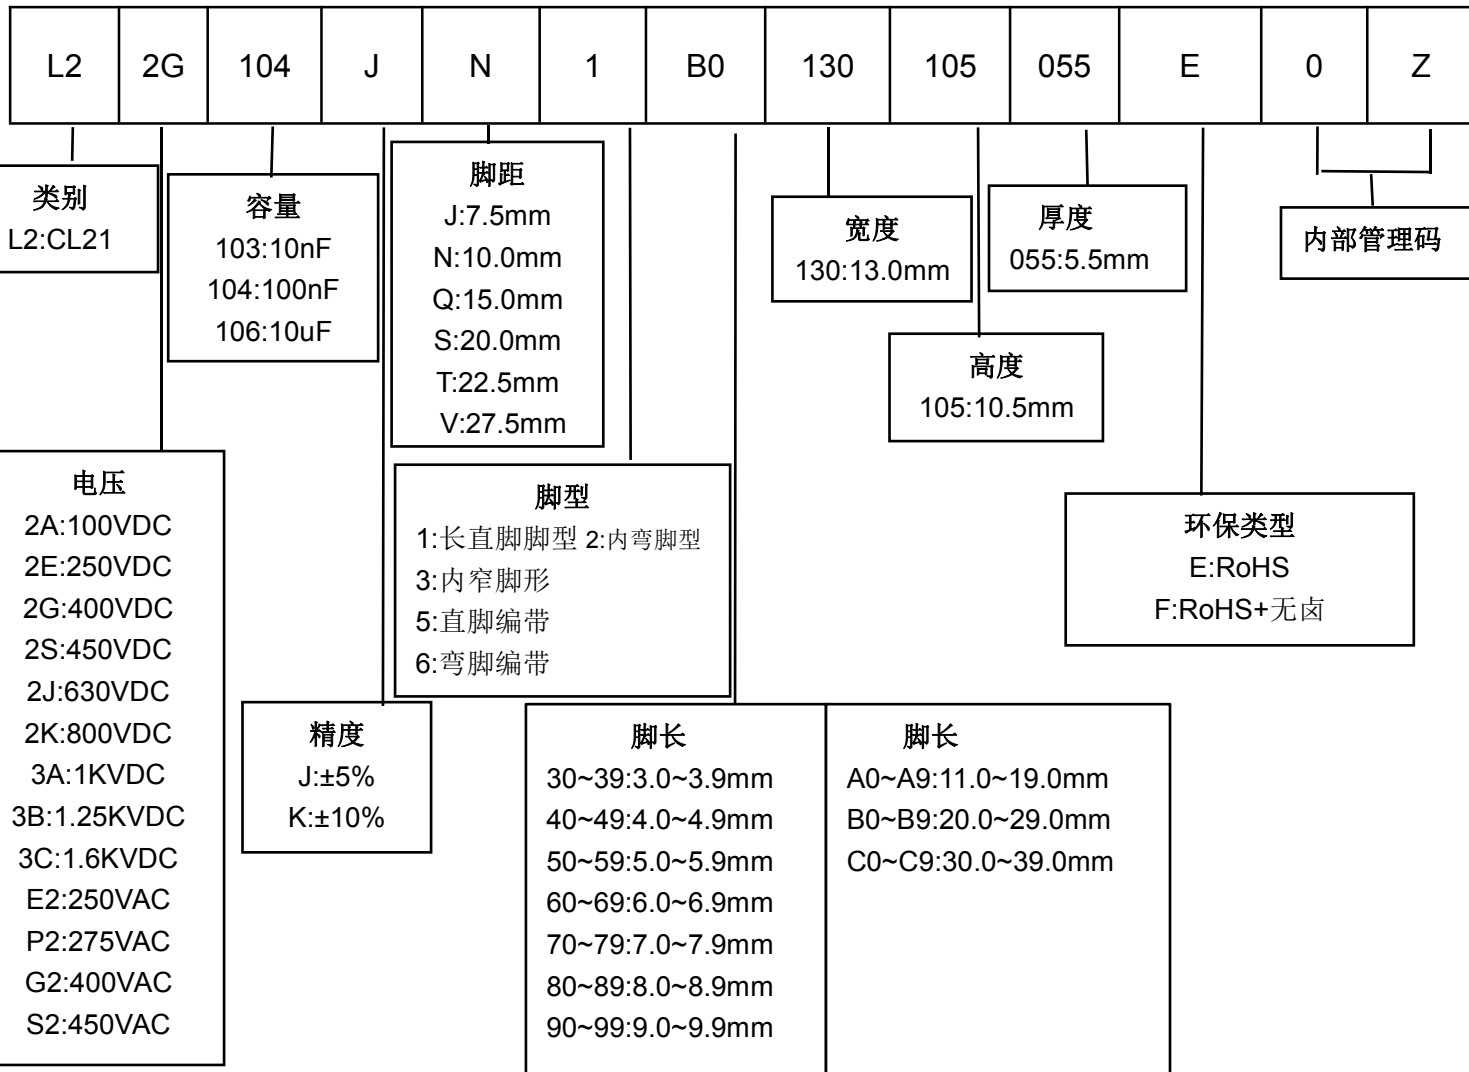 L2 2G 104 J N 1 B0 130 105 055 E 0 Z
类别
L2:CL21
容量
103:10nF
104:100nF
106:10uF
脚距
J:7.5mm
N:10.0mm
Q:15.0mm
S:20.0mm
T:22.5mm
V:27.5mm
宽度
130:13.0mm
厚度
055:5.5mm
内部管理码
高度
105:10.5mm
电压
2A:100VDC
2E:250VDC
2G:400VDC
2S:450VDC
2J:630VDC
2K:800VDC
3A:1KVDC
3B:1.25KVDC
3C:1.6KVDC
E2:250VAC
P2:275VAC
G2:400VAC
S2:450VAC
脚型
1:长直脚脚型 2:内弯脚型
3:内窄脚形
5:直脚编带
6:弯脚编带
环保类型
E:RoHS
F:RoHS+无卤
精度
J:±5%
K:±10%
脚长
30~39:3.0~3.9mm
40~49:4.0~4.9mm
50~59:5.0~5.9mm
60~69:6.0~6.9mm
70~79:7.0~7.9mm
80~89:8.0~8.9mm
90~99:9.0~9.9mm
脚长
A0~A9:11.0~19.0mm
B0~B9:20.0~29.0mm
C0~C9:30.0~39.0mm